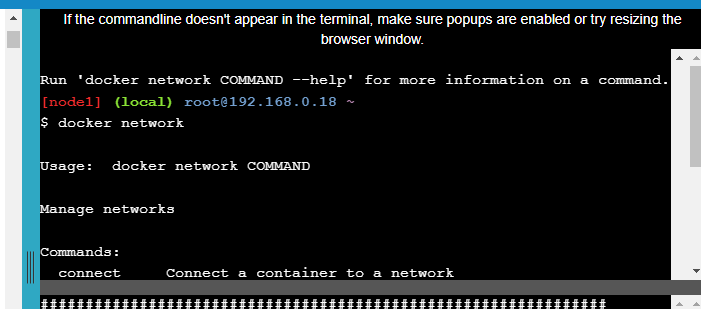 If the commandline doesn't appear in the terminal, make sure popups are enabled or try resizing the
browser window.
Run 'docker network COMMAND --help' for more information on a command.
[node1] (local) root@192.168.0.18 ~
$ docker network
Usage:  docker network COMMAND
Manage networks
Commands:
  connect     Connect a container to a network
###############################################################